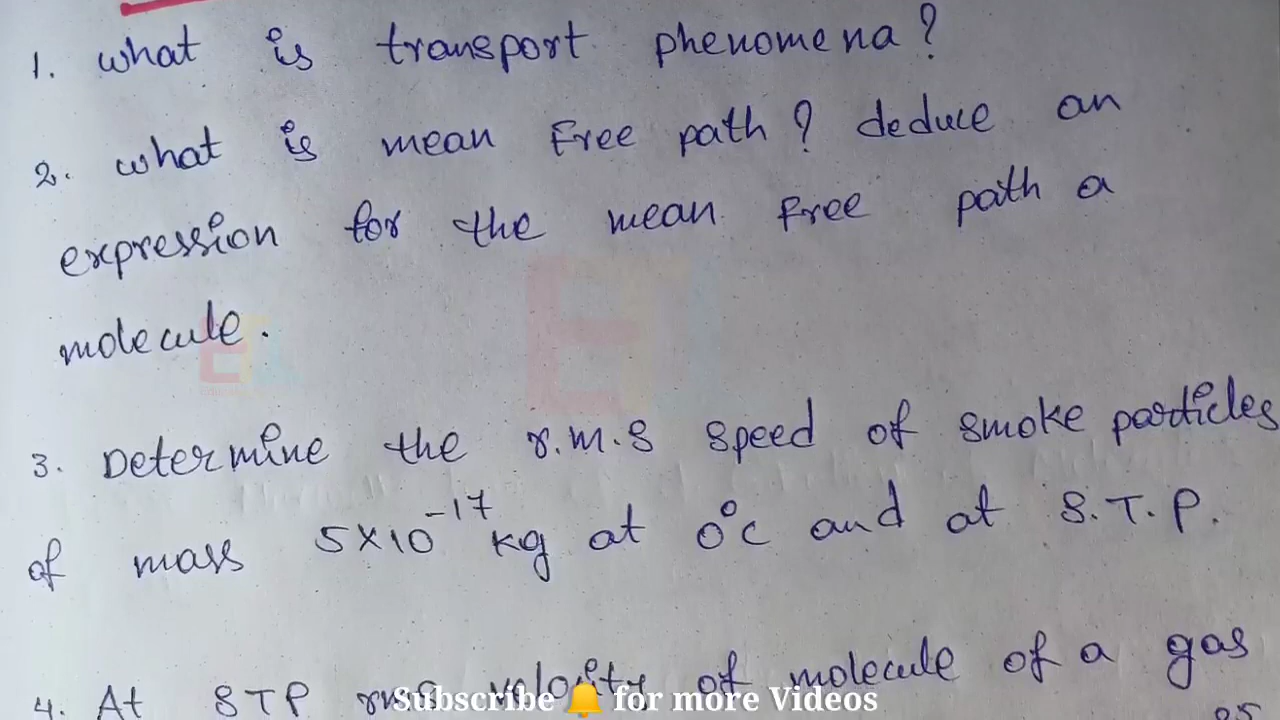 1. what is transport phenomena?
2. what is mean Free path? deduce an
expression for the mean free path a
molecule.
3. Determine the r.m.s speed of smoke particles
of mass 5×10⁻¹⁷ kg at 0°c and at S.T.P.
4. At STP rms velocity of molecule of a gas
Subscribe 🔔 for more Videos